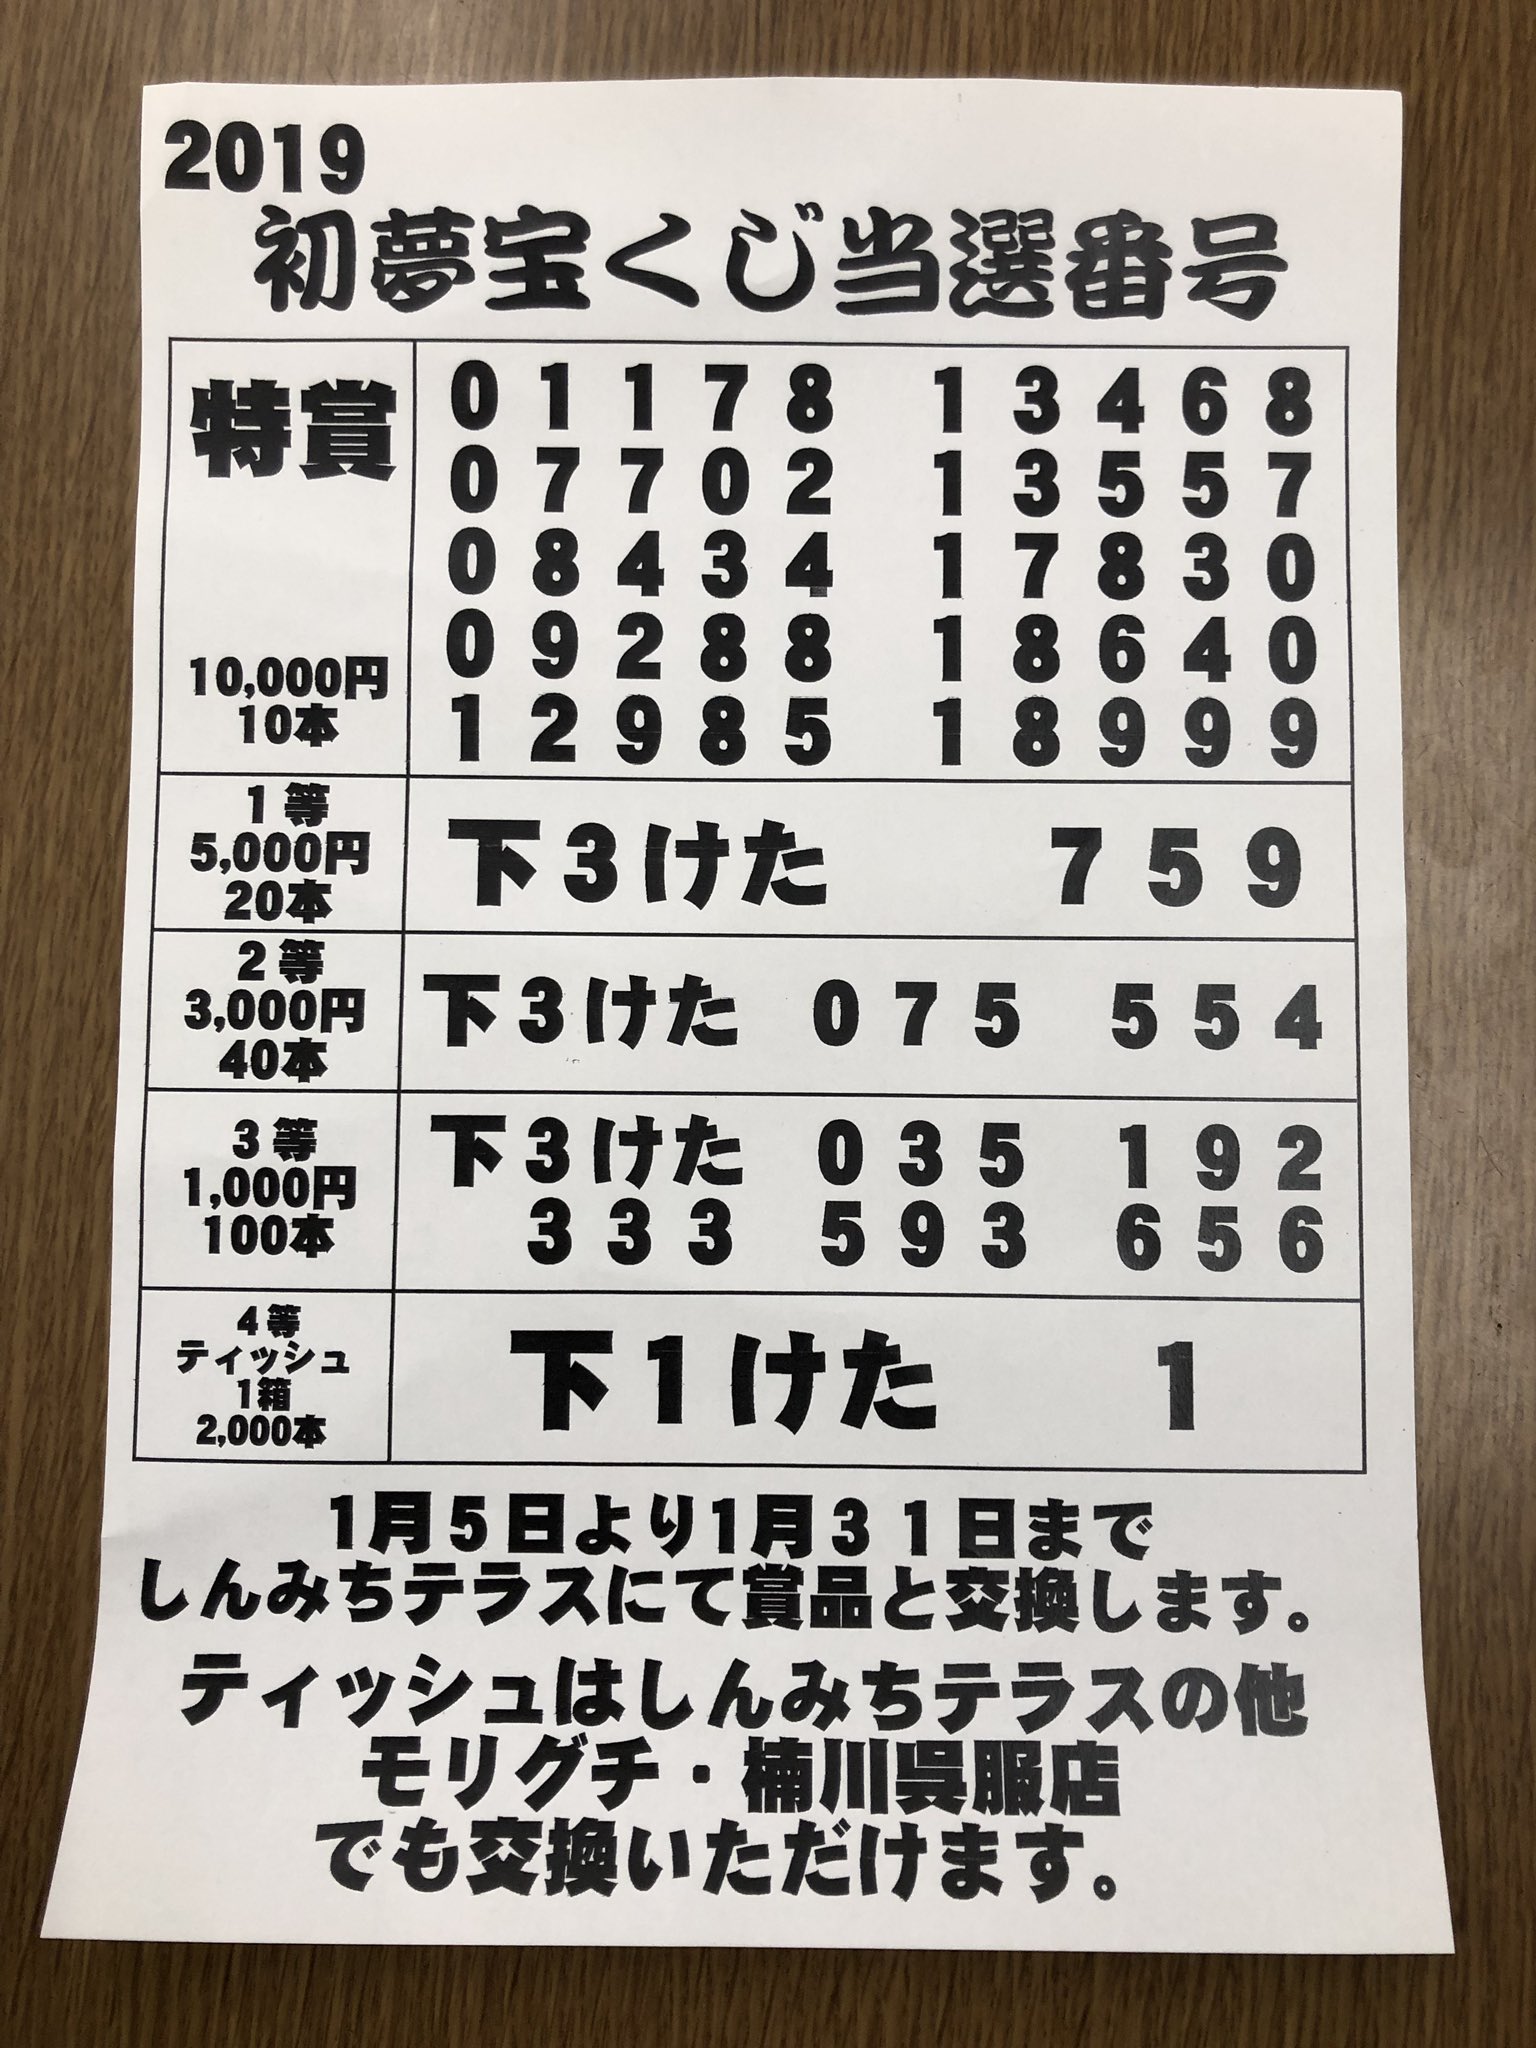 2019
初夢宝くじ当選番号
特賞
10,000円
10本
01178 13468
07702 13557
08434 17830
09288 18640
12985 18999
1等
5,000円
20本
下3けた 759
2等
3,000円
40本
下3けた 075 554
3等
1,000円
100本
下3けた 035 192
333 593 656
4等
ティッシュ
1箱
2,000本
下1けた 1
1月5日より1月31日まで
しんみちテラスにて賞品と交換します。
ティッシュはしんみちテラスの他
モリグチ・楠川呉服店
でも交換いただけます。